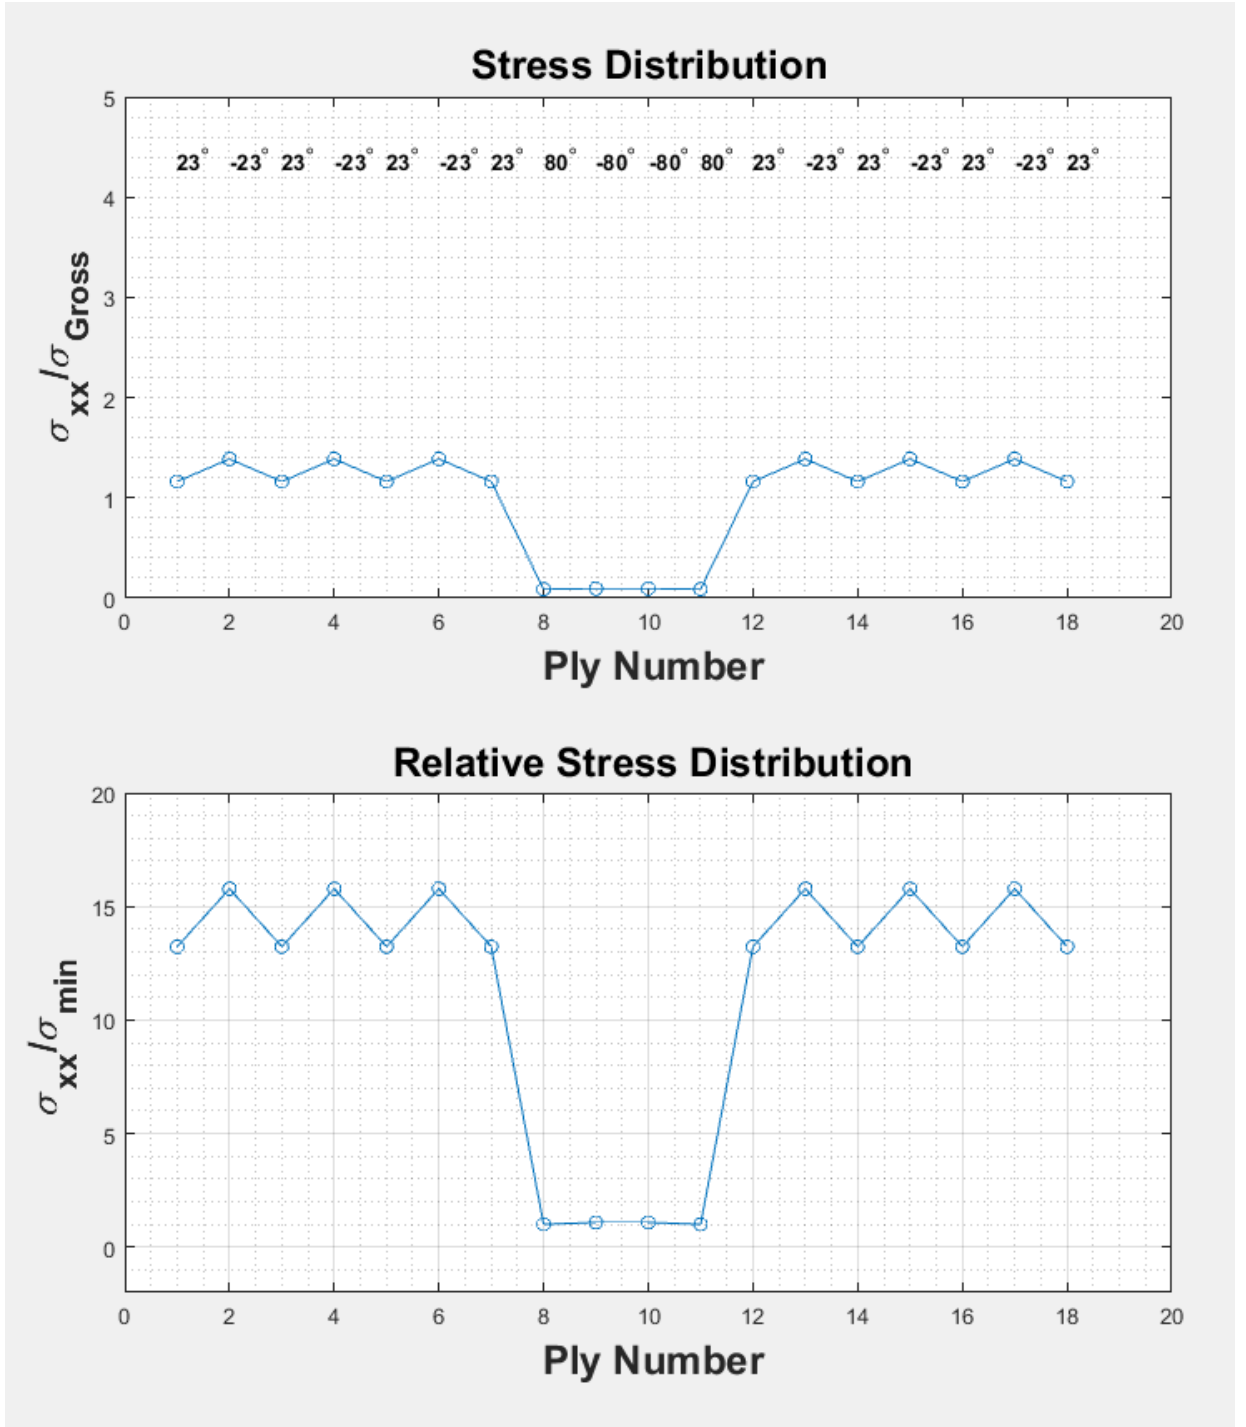 Stress Distribution
5
23° -23° 23° -23° 23° -23° 23° 80° -80° -80° 80° 23° -23° 23° -23° 23° -23° 23°
4
3
2
1
0
σxx/σGross
0 2 4 6 8 10 12 14 16 18 20
Ply Number
Relative Stress Distribution
20
15
10
5
0
σxx/σmin
0 2 4 6 8 10 12 14 16 18 20
Ply Number